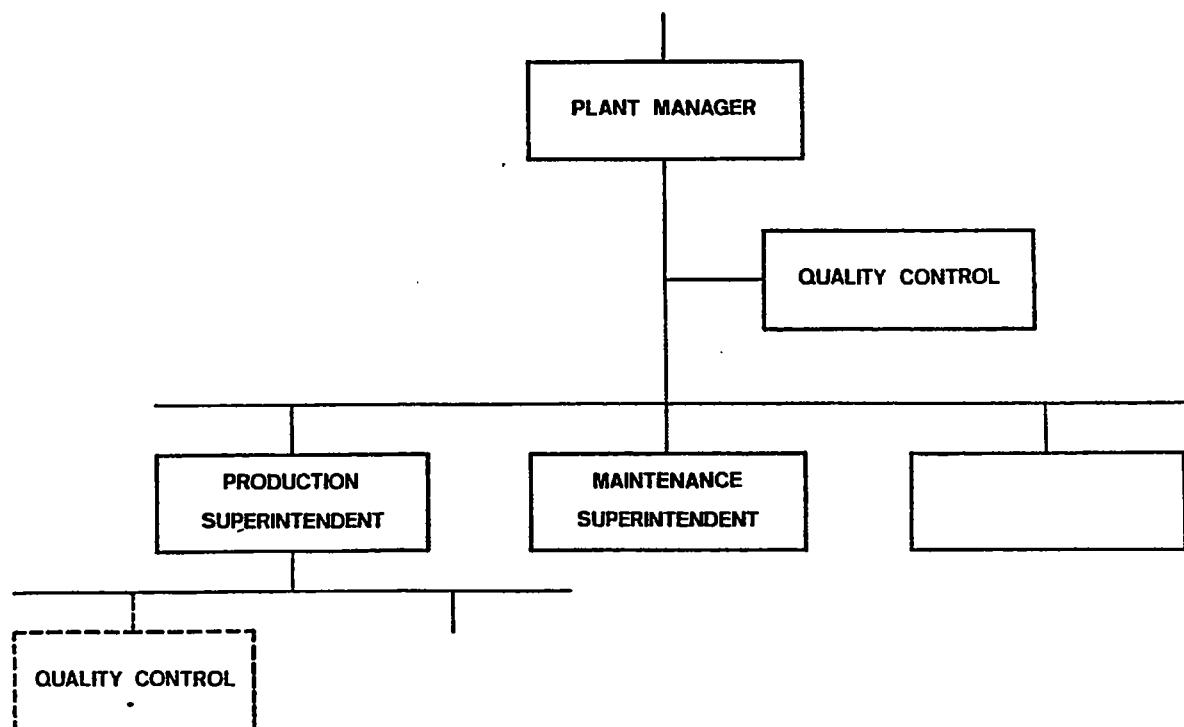 PLANT MANAGER
QUALITY CONTROL
PRODUCTION
SUPERINTENDENT
MAINTENANCE
SUPERINTENDENT
QUALITY CONTROL